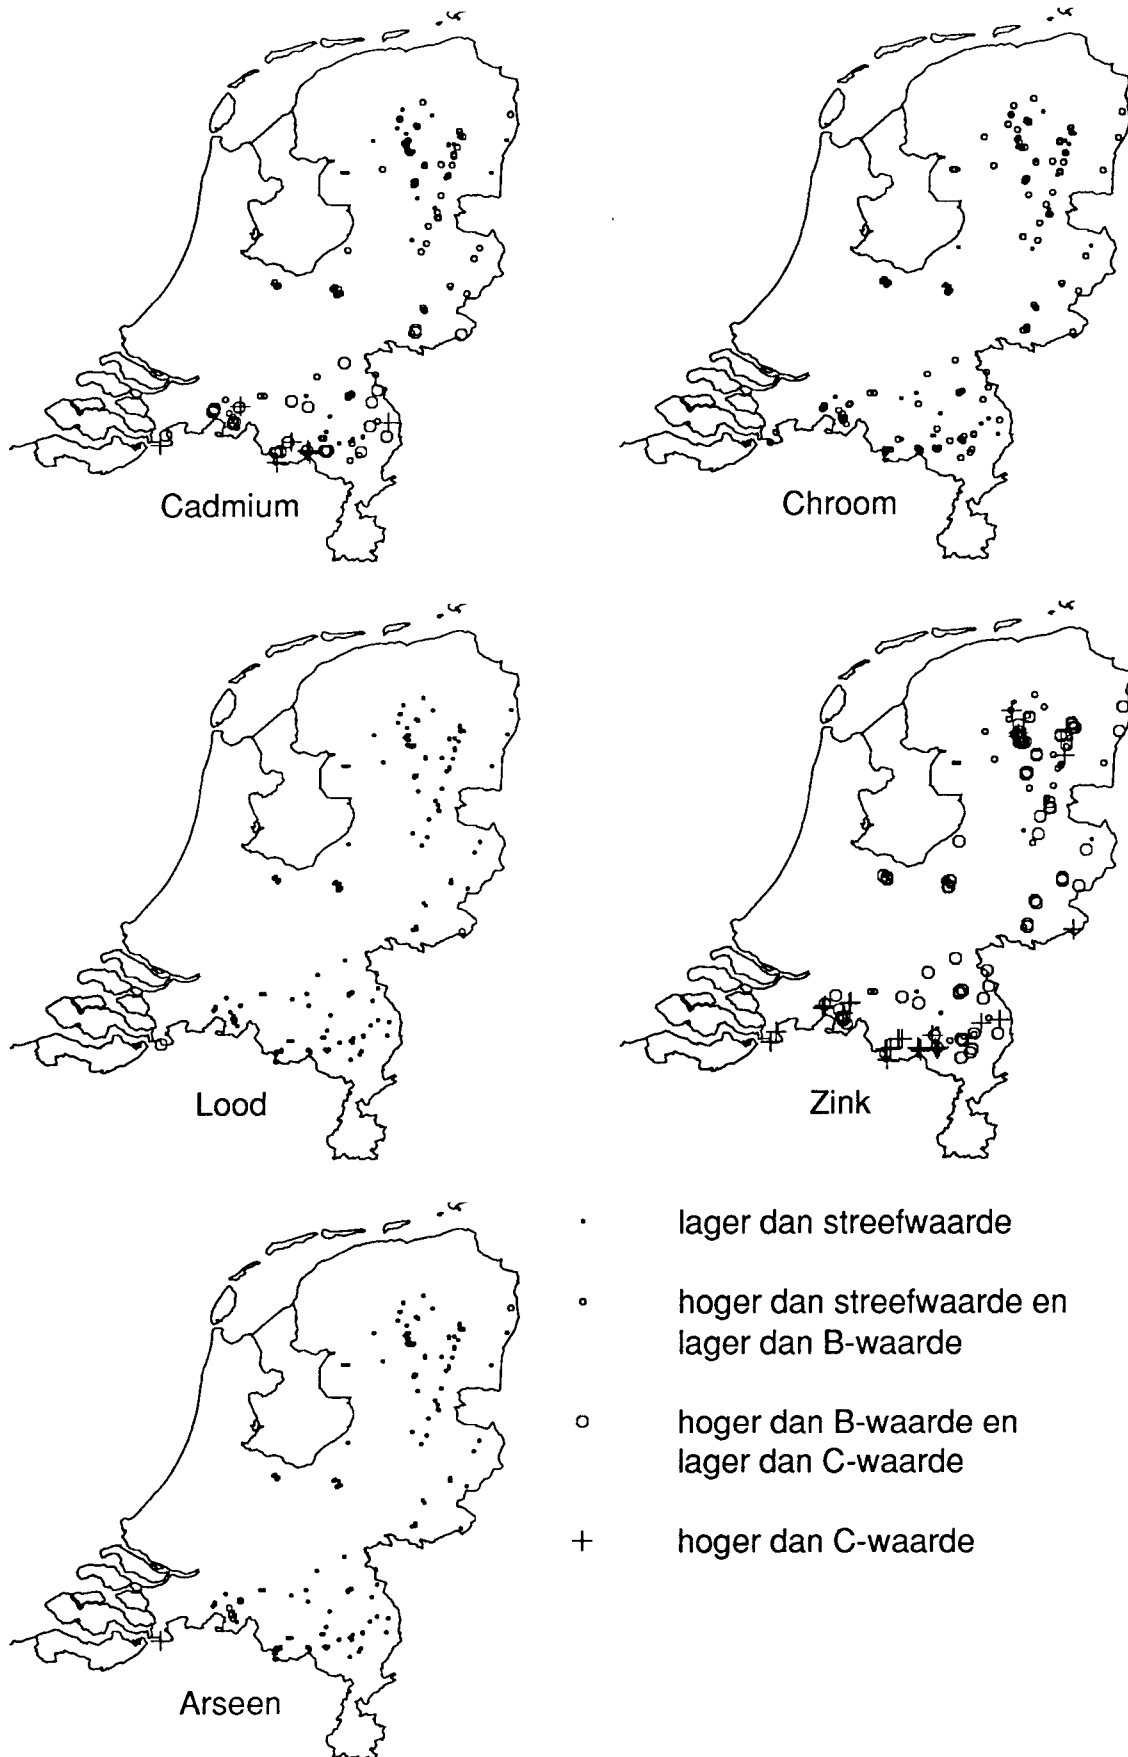 Cadmium
Chroom
Lood
Zink
Arseen
lager dan streefwaarde
hoger dan streefwaarde en
lager dan B-waarde
hoger dan B-waarde en
lager dan C-waarde
hoger dan C-waarde